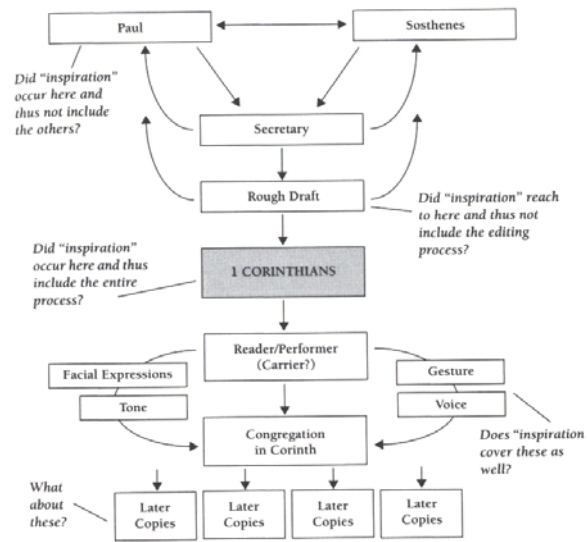 Paul
Sosthenes
Did “inspiration”
occur here and
thus not include
the others?
Secretary
Rough Draft
Did “inspiration” reach
to here and thus not
include the editing
process?
Did “inspiration”
occur here and thus
include the entire
process?
1 CORINTHIANS
Reader/Performer
(Carrier?)
Facial Expressions
Tone
Gesture
Voice
Congregation
in Corinth
Does “inspiration
cover these as
well?
What
about
these?
Later
Copies
Later
Copies
Later
Copies
Later
Copies